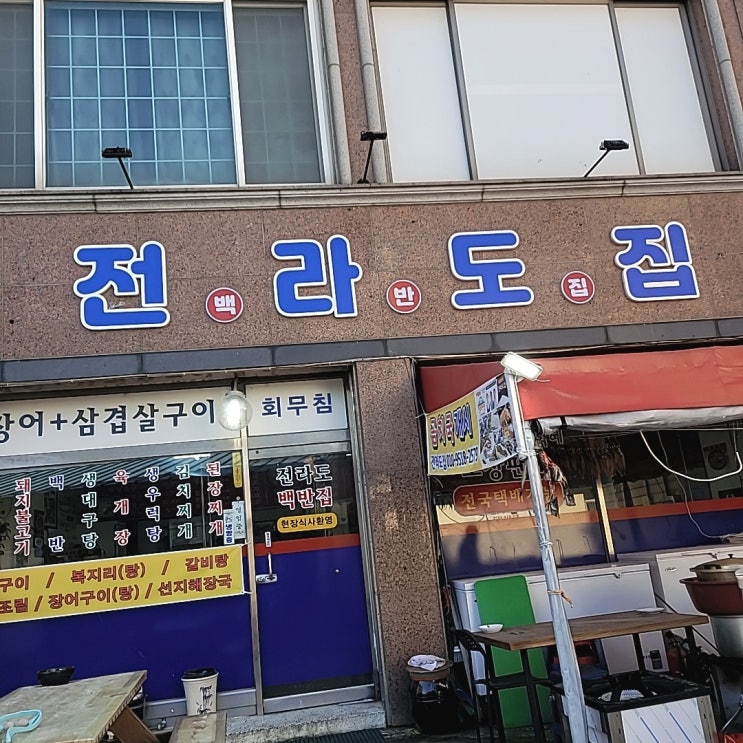 전라도집
백반집
장어+삼겹살구이
회무침
돼지불고기
백반
생대구탕
육개장
생우럭탕
김치찌개
된장찌개
전라도
백반집
현장식사환영
구이 / 복지리(탕) / 갈비탕
조림 / 장어구이(탕) / 선지해장국
전국택배